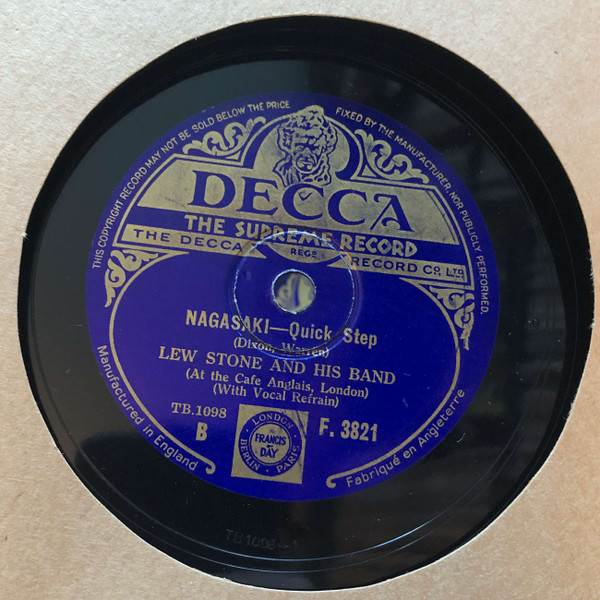 THIS COPYRIGHT RECORD MAY NOT BE SOLD BELOW THE PRICE FIXED BY THE MANUFACTURER, NOR PUBLICLY PERFORMED.
DECCA
THE SUPREME RECORD
THE DECCA REGD RECORD CO. LTD.
NAGASAKI—Quick Step
(Dixon, Warren)
LEW STONE AND HIS BAND
(At the Cafe Anglais, London)
(With Vocal Refrain)
TB.1098
B
F. 3821
LONDON
FRANCIS
DAY
BERLIN
PARIS
Manufactured in England
Fabriqué en Angleterre